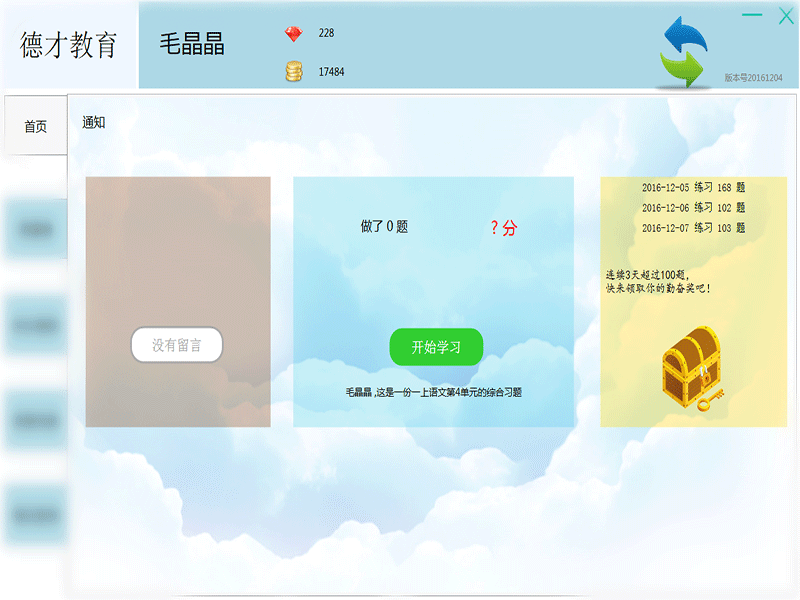 德才教育
毛晶晶
228
17484
版本号20161204
首页
通知
没有留言
做了 0 题
? 分
开始学习
毛晶晶 ,这是一份一上语文第4单元的综合习题
2016-12-05 练习 168 题
2016-12-06 练习 102 题
2016-12-07 练习 103 题
连续3天超过100题,
快来领取你的勤奋奖吧!